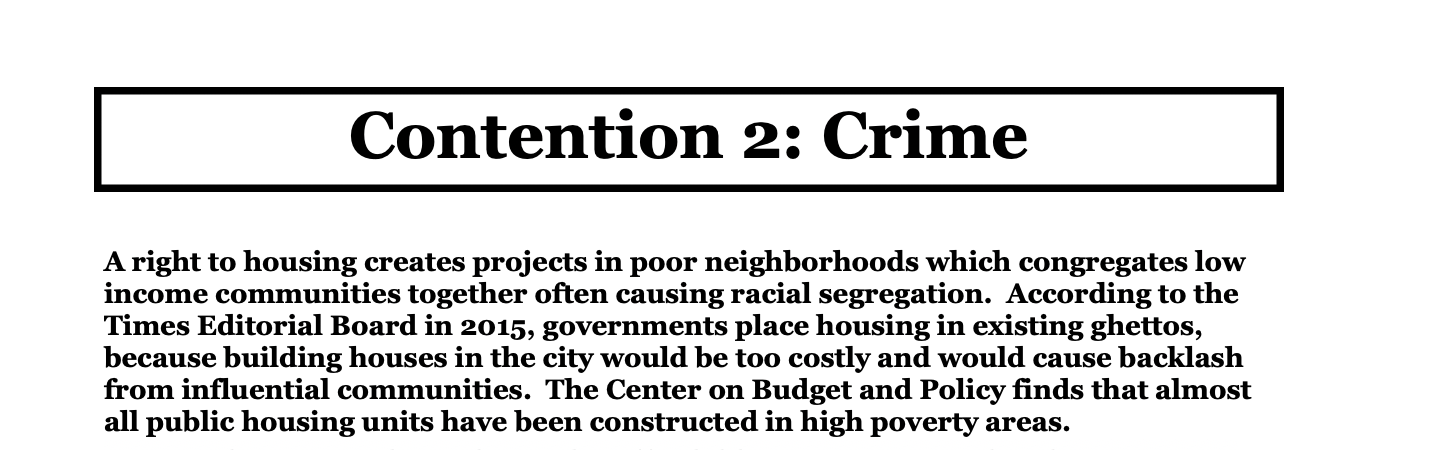 Contention 2: Crime
A right to housing creates projects in poor neighborhoods which congregates low
income communities together often causing racial segregation.  According to the
Times Editorial Board in 2015, governments place housing in existing ghettos,
because building houses in the city would be too costly and would cause backlash
from influential communities.  The Center on Budget and Policy finds that almost
all public housing units have been constructed in high poverty areas.